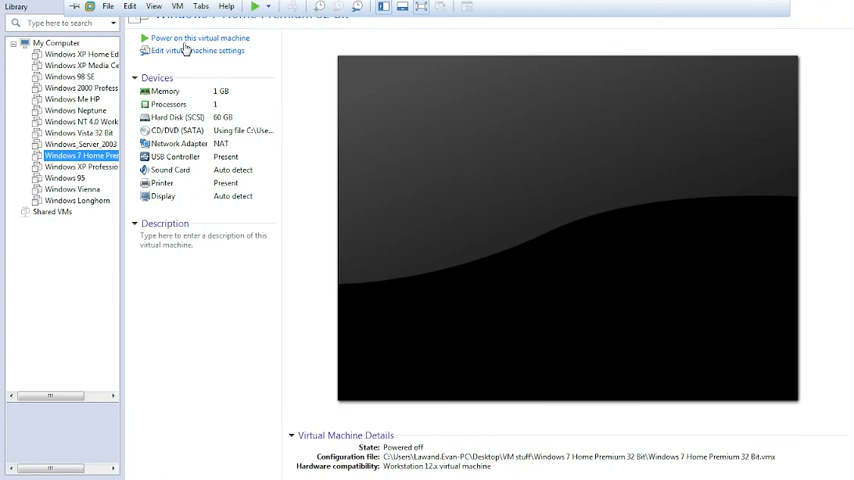 Library
File Edit View VM Tabs Help
Windows 7 Home Premium 32 Bit
Type here to search
My Computer
Windows XP Home Ed
Windows XP Media Ce
Windows 98 SE
Windows 2000 Profess
Windows Me HP
Windows Neptune
Windows NT 4.0 Work
Windows Vista 32 Bit
Windows_Server_2003
Windows 7 Home Prer
Windows XP Professio
Windows 95
Windows Vienna
Windows Longhorn
Shared VMs
Power on this virtual machine
Edit virtual machine settings
Devices
Memory 1 GB
Processors 1
Hard Disk (SCSI) 60 GB
CD/DVD (SATA) Using file C:\Use...
Network Adapter NAT
USB Controller Present
Sound Card Auto detect
Printer Present
Display Auto detect
Description
Type here to enter a description of this
virtual machine.
Virtual Machine Details
State: Powered off
Configuration file: C:\Users\Lawand.Evan-PC\Desktop\VM stuff\Windows 7 Home Premium 32 Bit\Windows 7 Home Premium 32 Bit.vmx
Hardware compatibility: Workstation 12.x virtual machine